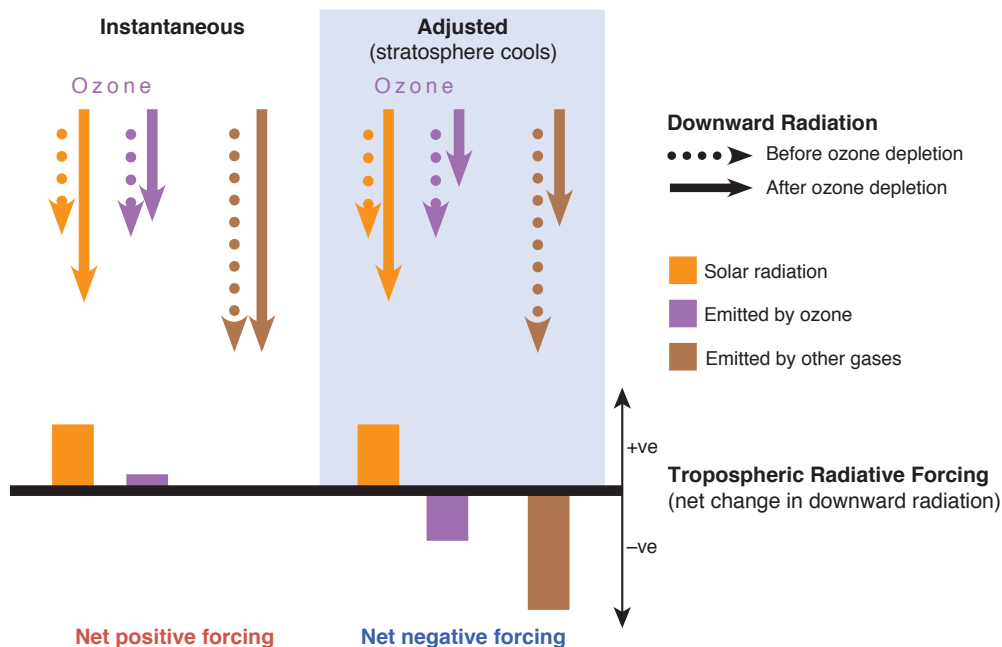 Instantaneous
Adjusted
(stratosphere cools)
Ozone
Ozone
Downward Radiation
Before ozone depletion
After ozone depletion
Solar radiation
Emitted by ozone
Emitted by other gases
+ve
Tropospheric Radiative Forcing
(net change in downward radiation)
–ve
Net positive forcing
Net negative forcing